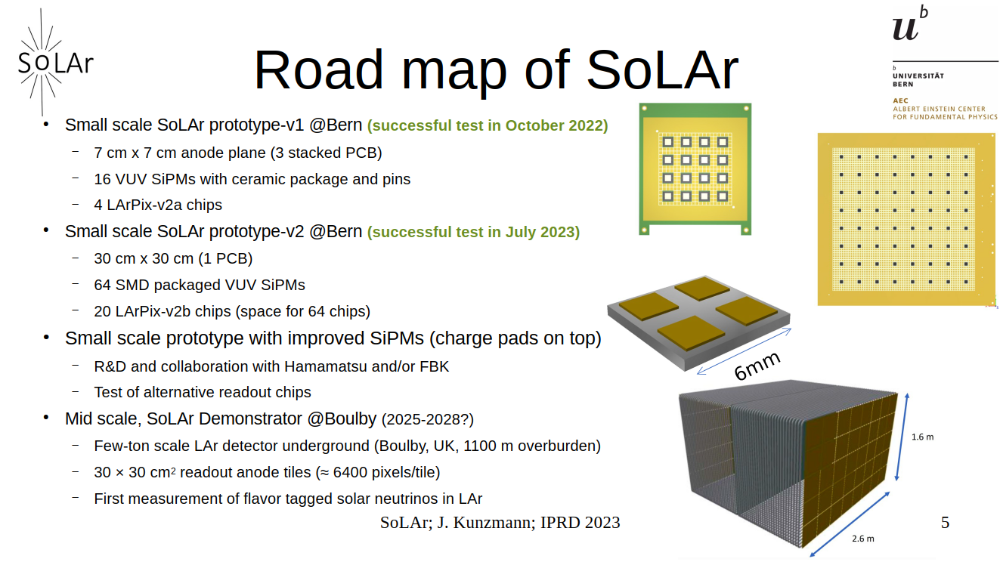 SoLAr
Road map of SoLAr
u^b
b
UNIVERSITÄT
BERN
AEC
ALBERT EINSTEIN CENTER
FOR FUNDAMENTAL PHYSICS
• Small scale SoLAr prototype-v1 @Bern (successful test in October 2022)
– 7 cm x 7 cm anode plane (3 stacked PCB)
– 16 VUV SiPMs with ceramic package and pins
– 4 LArPix-v2a chips
• Small scale SoLAr prototype-v2 @Bern (successful test in July 2023)
– 30 cm x 30 cm (1 PCB)
– 64 SMD packaged VUV SiPMs
– 20 LArPix-v2b chips (space for 64 chips)
• Small scale prototype with improved SiPMs (charge pads on top)
– R&D and collaboration with Hamamatsu and/or FBK
– Test of alternative readout chips
• Mid scale, SoLAr Demonstrator @Boulby (2025-2028?)
– Few-ton scale LAr detector underground (Boulby, UK, 1100 m overburden)
– 30 × 30 cm² readout anode tiles (≈ 6400 pixels/tile)
– First measurement of flavor tagged solar neutrinos in LAr
6mm
1.6 m
2.6 m
SoLAr; J. Kunzmann; IPRD 2023
5